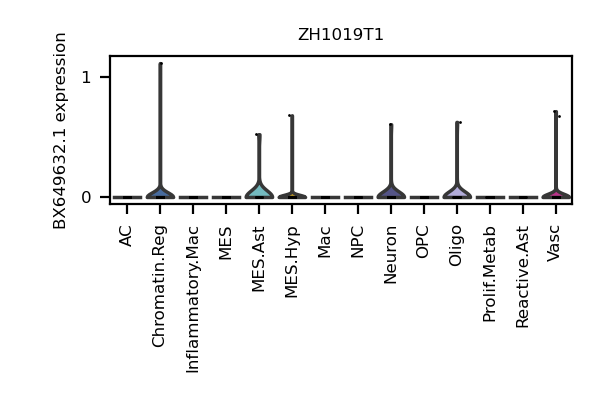 ZH1019T1
BX649632.1 expression
1
0
AC
Chromatin.Reg
Inflammatory.Mac
MES
MES.Ast
MES.Hyp
Mac
NPC
Neuron
OPC
Oligo
Prolif.Metab
Reactive.Ast
Vasc